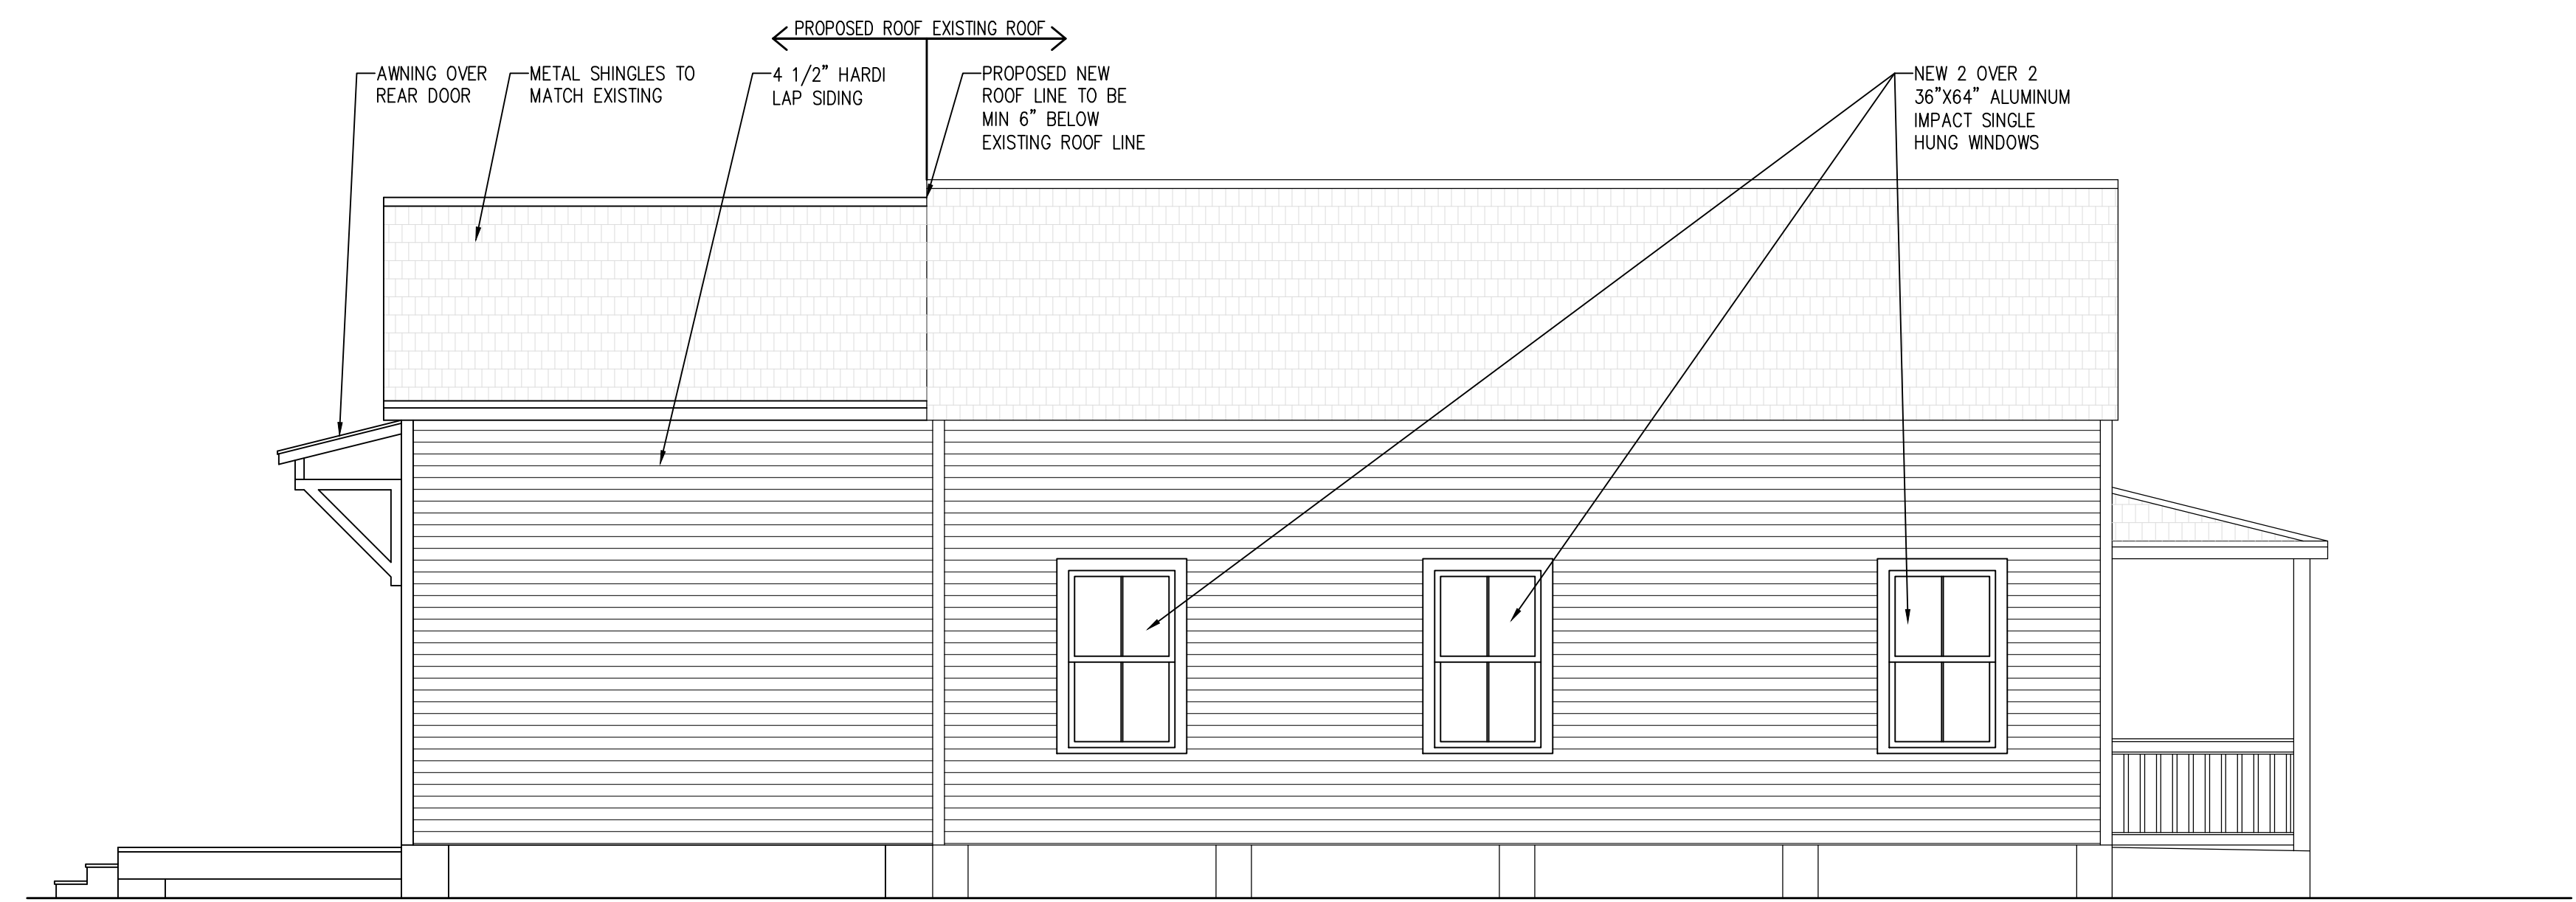 PROPOSED ROOF EXISTING ROOF
AWNING OVER
REAR DOOR
METAL SHINGLES TO
MATCH EXISTING
4 1/2" HARDI
LAP SIDING
PROPOSED NEW
ROOF LINE TO BE
MIN 6" BELOW
EXISTING ROOF LINE
NEW 2 OVER 2
36"X64" ALUMINUM
IMPACT SINGLE
HUNG WINDOWS